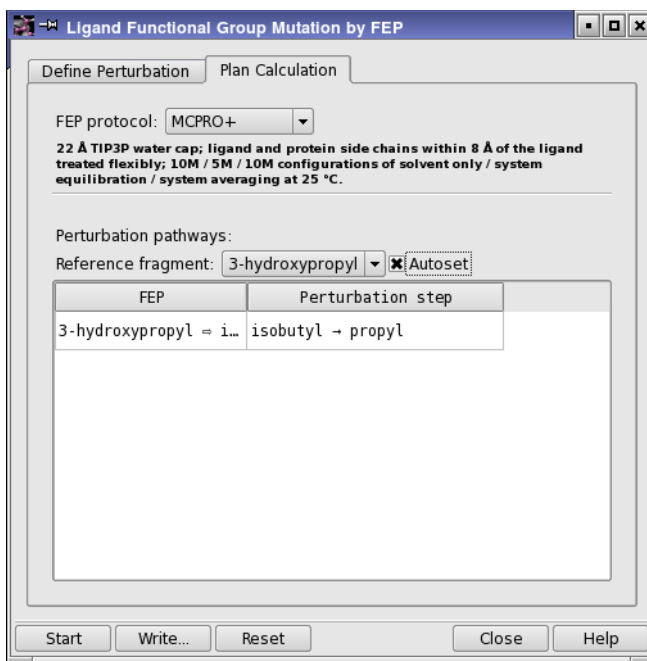 Ligand Functional Group Mutation by FEP
Define Perturbation Plan Calculation
FEP protocol: MCPRO+
22 Å TIP3P water cap; ligand and protein side chains within 8 Å of the ligand
treated flexibly; 10M / 5M / 10M configurations of solvent only / system
equilibration / system averaging at 25 °C.
Perturbation pathways:
Reference fragment: 3-hydroxypropyl Autoset
FEP Perturbation step
3-hydroxypropyl ⇨ i… isobutyl → propyl
Start Write... Reset Close Help